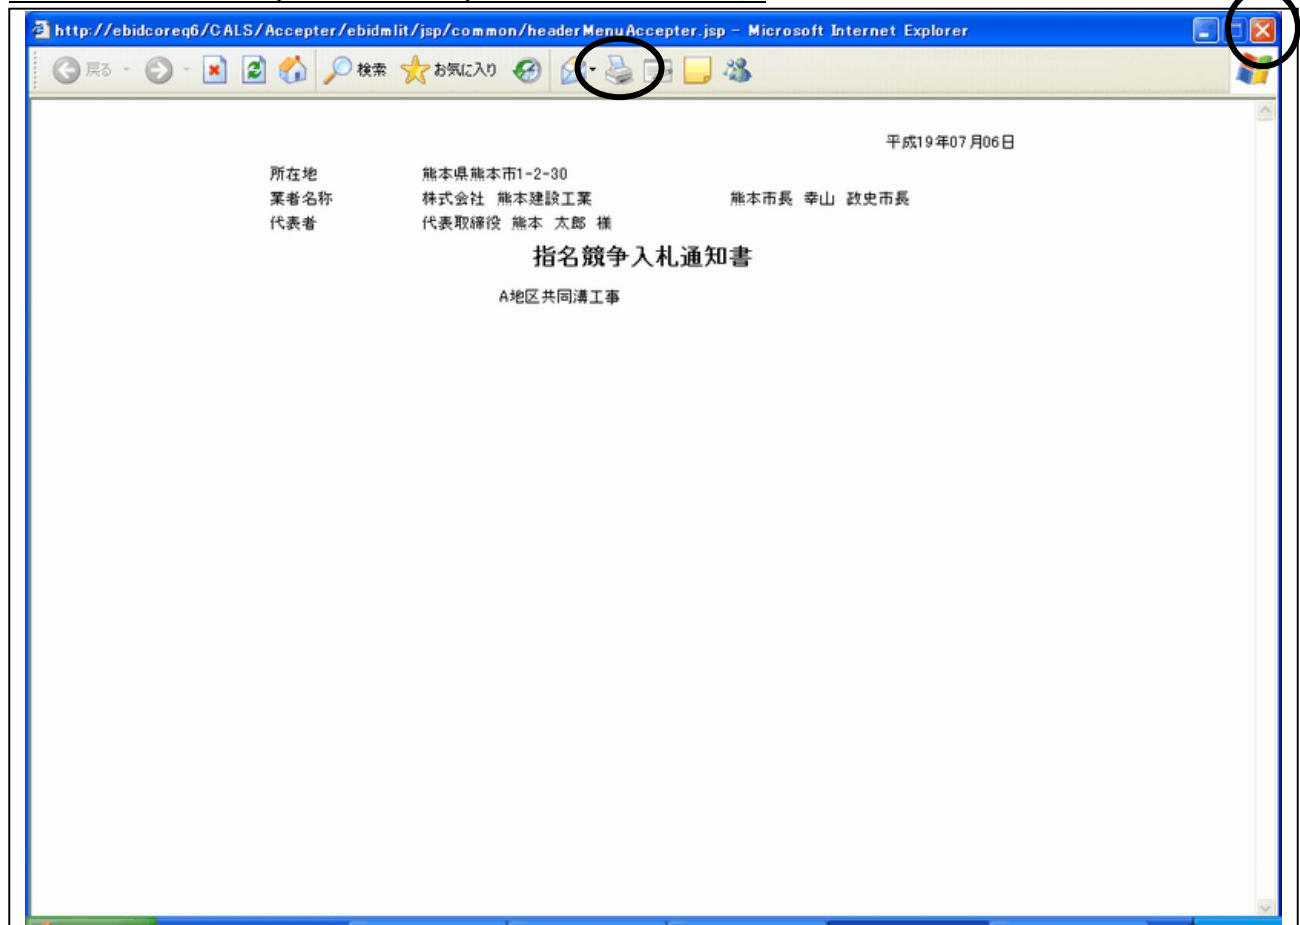 http://ebidcoreq6/CALS/Accepter/ebidmlit/jsp/common/headerMenuAccepter.jsp - Microsoft Internet Explorer
戻る 検索 お気に入り
平成19年07月06日
所在地 熊本県熊本市1-2-30
業者名称 株式会社 熊本建設工業 熊本市長 幸山 政史市長
代表者 代表取締役 熊本 太郎 様
指名競争入札通知書
A地区共同溝工事